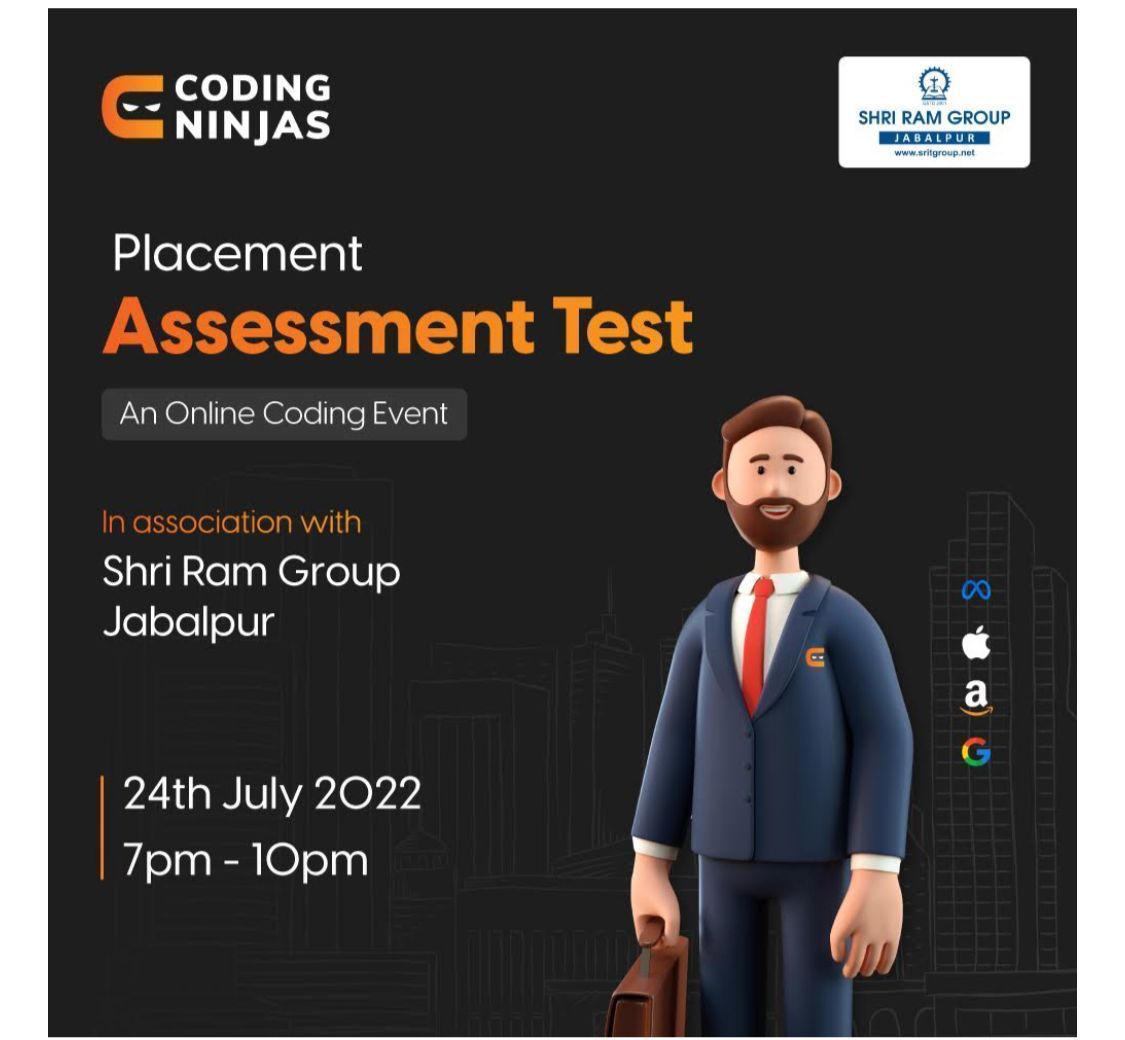 CODING
NINJAS
SHRI RAM GROUP
JABALPUR
www.sritgroup.net
Placement
Assessment Test
An Online Coding Event
In association with
Shri Ram Group
Jabalpur
24th July 2022
7pm - 10pm